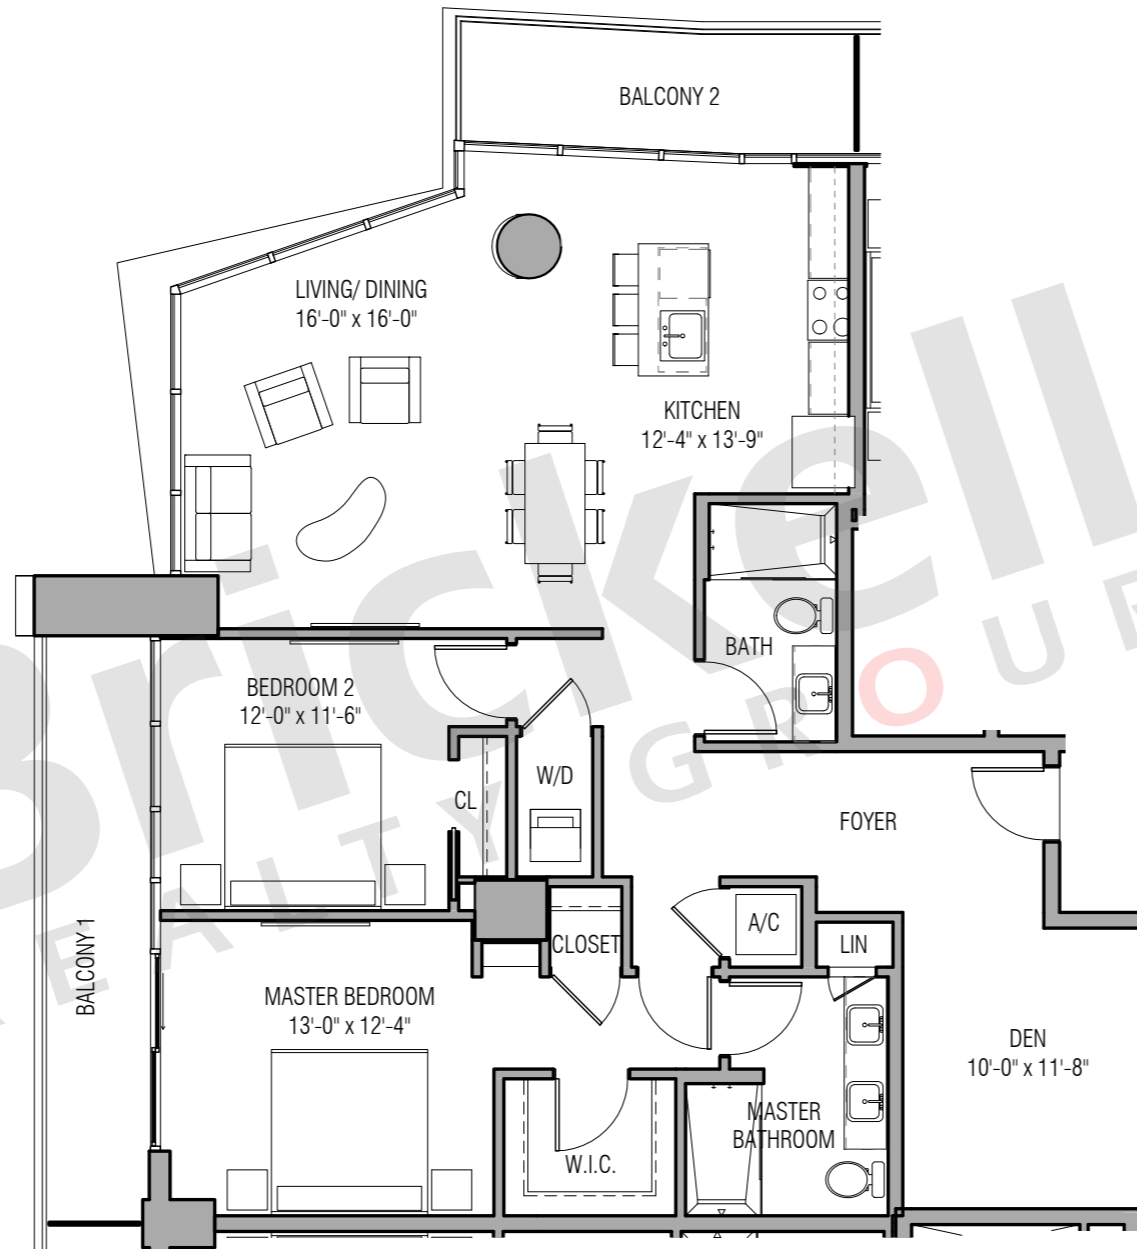 BALCONY 2
LIVING/ DINING
16'-0" x 16'-0"
KITCHEN
12'-4" x 13'-9"
BATH
BEDROOM 2
12'-0" x 11'-6"
W/D
CL
FOYER
A/C
LIN
CLOSET
BALCONY 1
MASTER BEDROOM
13'-0" x 12'-4"
DEN
10'-0" x 11'-8"
MASTER
BATHROOM
W.I.C.
Brickell
REALTY GROUP